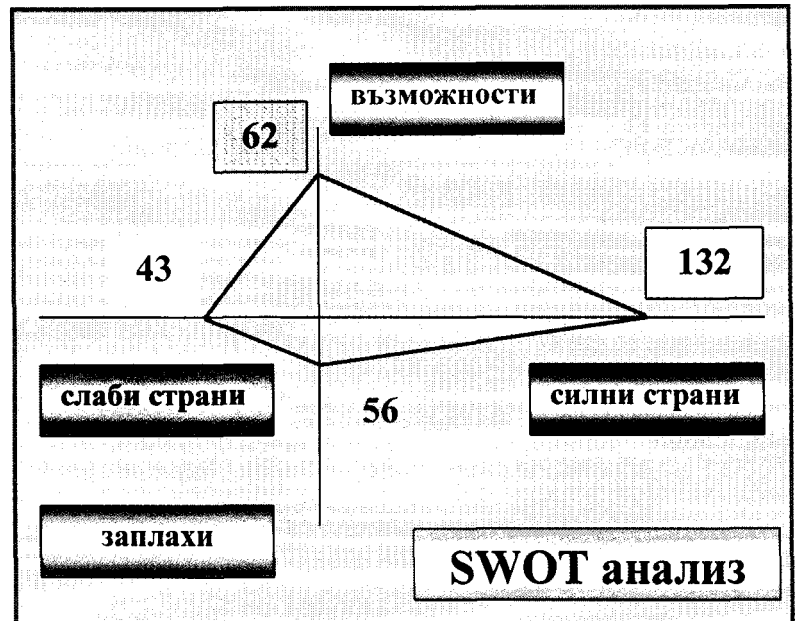 възможности
62
43
132
слаби страни
56
силни страни
заплахи
SWOT анализ